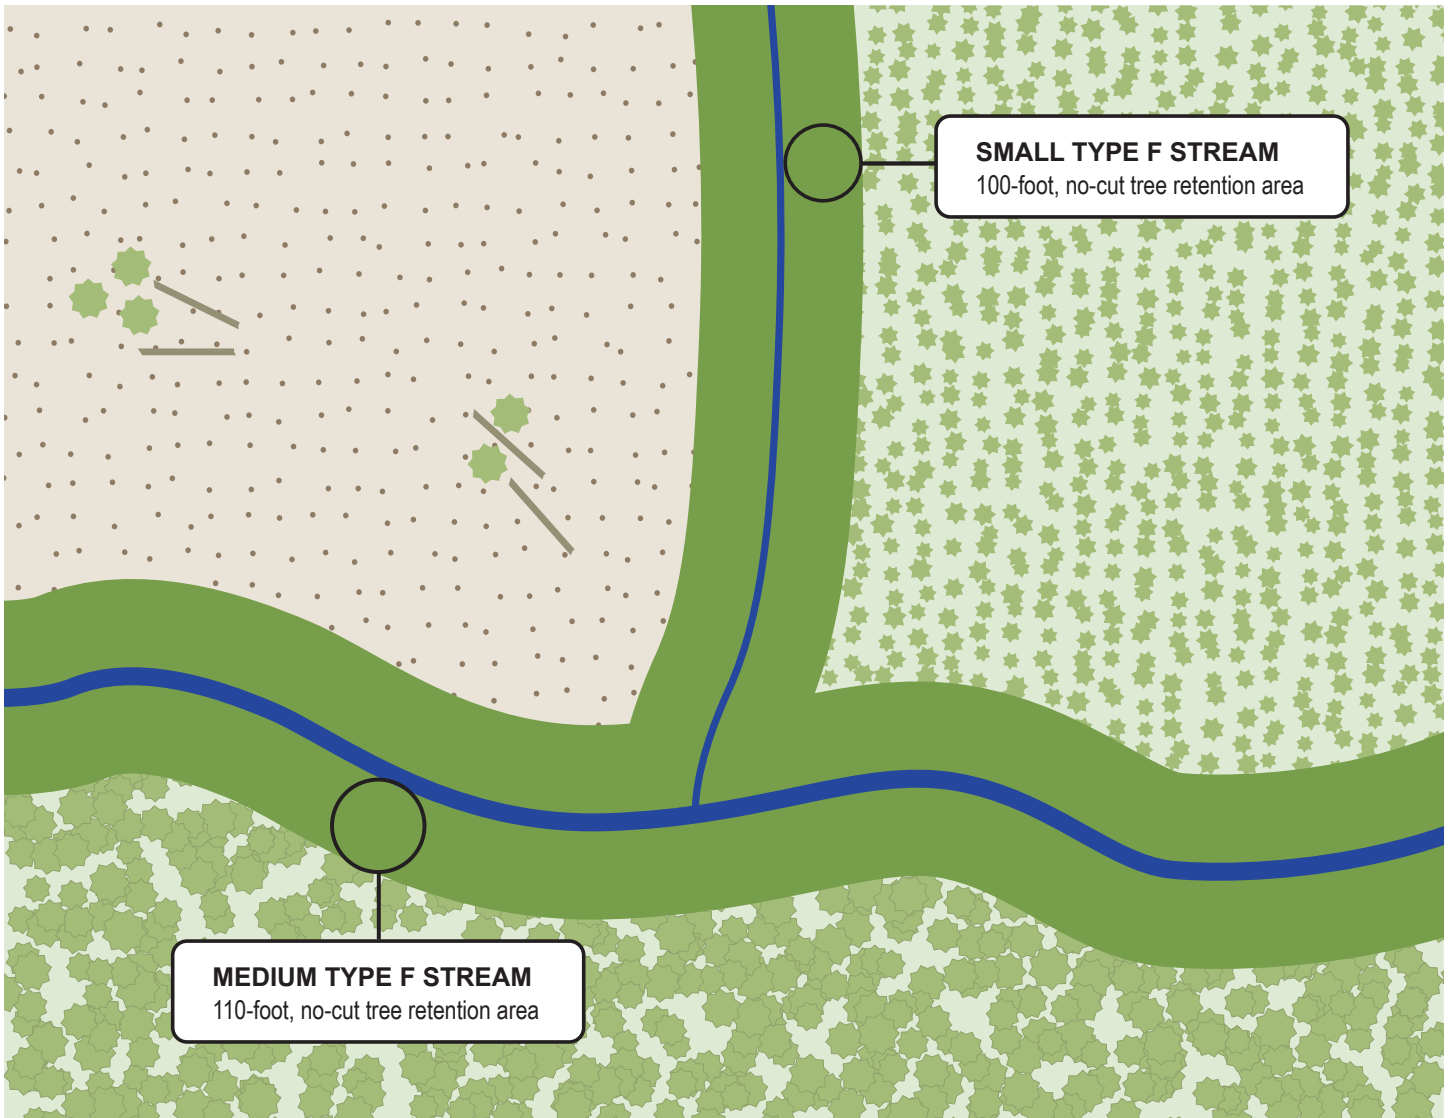 SMALL TYPE F STREAM
100-foot, no-cut tree retention area
MEDIUM TYPE F STREAM
110-foot, no-cut tree retention area